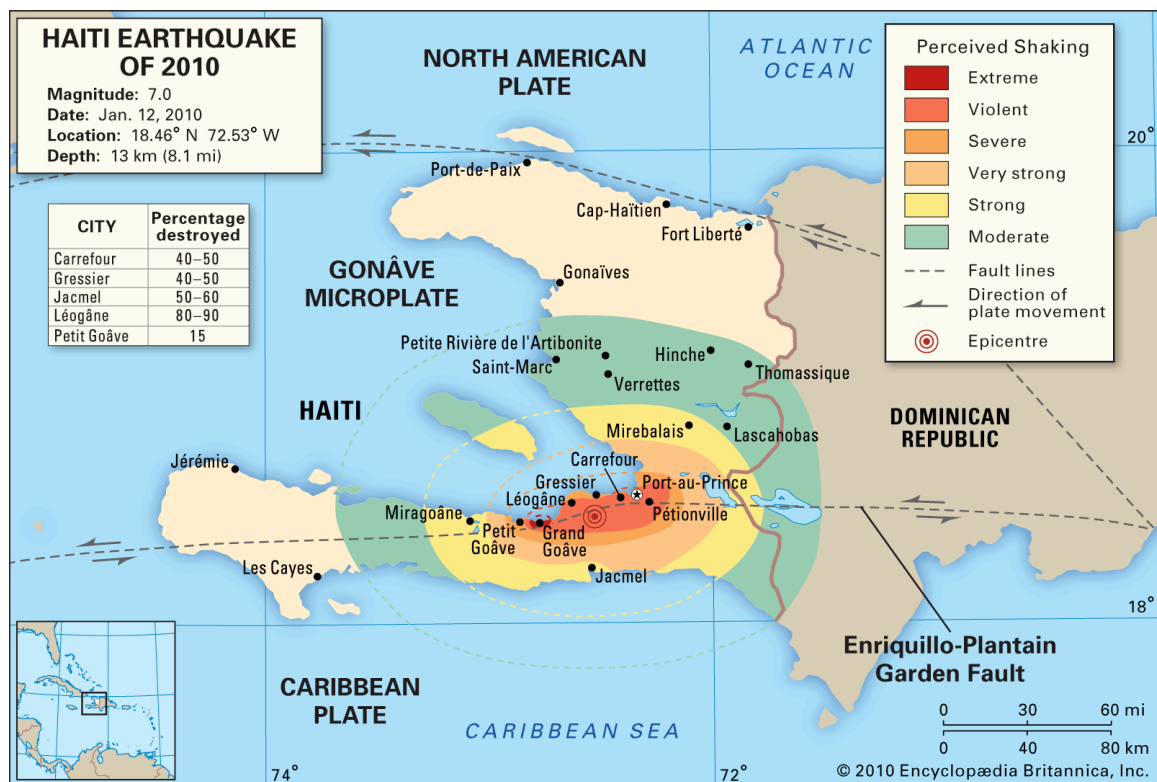 HAITI EARTHQUAKE
OF 2010
Magnitude: 7.0
Date: Jan. 12, 2010
Location: 18.46° N 72.53° W
Depth: 13 km (8.1 mi)
NORTH AMERICAN
PLATE
ATLANTIC
OCEAN
Perceived Shaking
Extreme
Violent
Severe
Very strong
Strong
Moderate
Fault lines
Direction of
plate movement
Epicentre
20°
CITY
Percentage
destroyed
Carrefour 40–50
Gressier 40–50
Jacmel 50–60
Léogâne 80–90
Petit Goâve 15
Port-de-Paix
Cap-Haïtien
Fort Liberté
GONÂVE
MICROPLATE
Gonaïves
Petite Rivière de l'Artibonite
Saint-Marc
Verrettes
Hinche
Thomassique
HAITI
DOMINICAN
REPUBLIC
Mirebalais
Lascahobas
Jérémie
Carrefour
Gressier
Léogâne
Port-au-Prince
Pétionville
Miragoâne
Petit
Goâve
Grand
Goâve
Les Cayes
Jacmel
18°
Enriquillo-Plantain
Garden Fault
CARIBBEAN
PLATE
CARIBBEAN SEA
0 30 60 mi
0 40 80 km
74°
72°
© 2010 Encyclopædia Britannica, Inc.